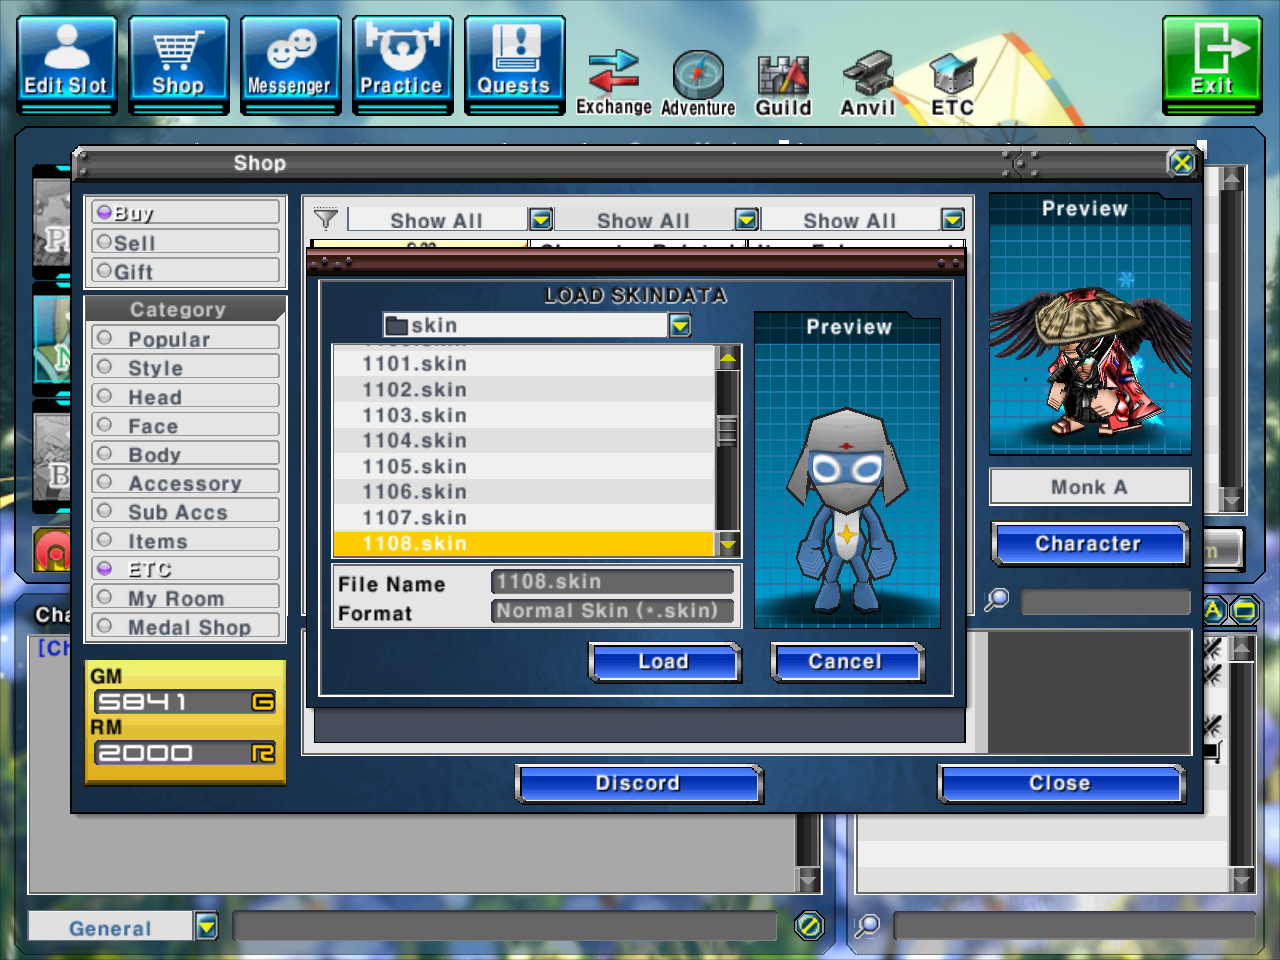 Edit Slot
Shop
Messenger
Practice
Quests
Exchange
Adventure
Guild
Anvil
ETC
Exit
Shop
Buy
Sell
Gift
Category
Popular
Style
Head
Face
Body
Accessory
Sub Accs
Items
ETC
My Room
Medal Shop
GM
5841 G
RM
2000 R
Show All
Show All
Show All
LOAD SKINDATA
skin
1101.skin
1102.skin
1103.skin
1104.skin
1105.skin
1106.skin
1107.skin
1108.skin
File Name
1108.skin
Format
Normal Skin (*.skin)
Preview
Load
Cancel
Preview
Monk A
Character
Discord
Close
Cha
[Ch
A
General